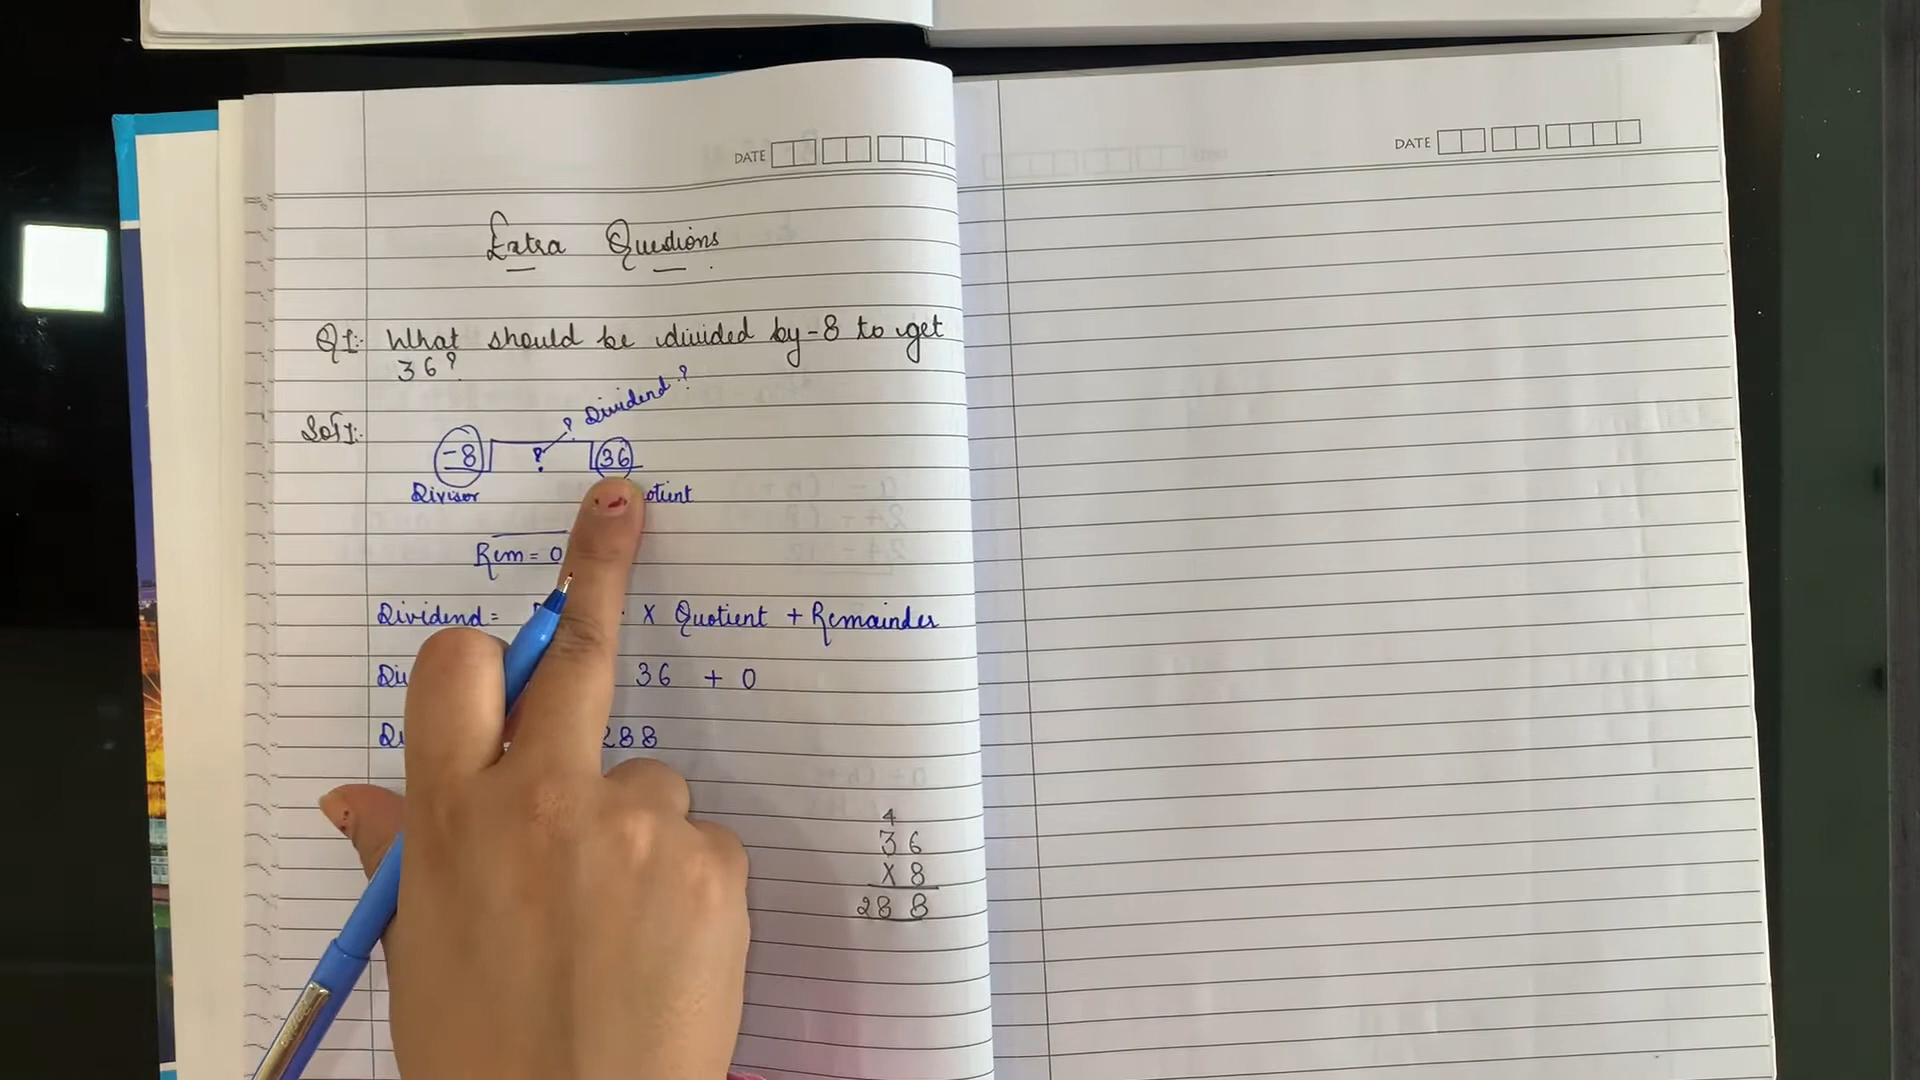 DATE
DATE
Extra Questions
Q1:- What should be divided by -8 to get
36?
? Dividend?
Sol1:-
-8 ? 36
Divisor
Rem = 0
Dividend = X Quotient + Remainder
36 + 0
288
4
36
X 8
288